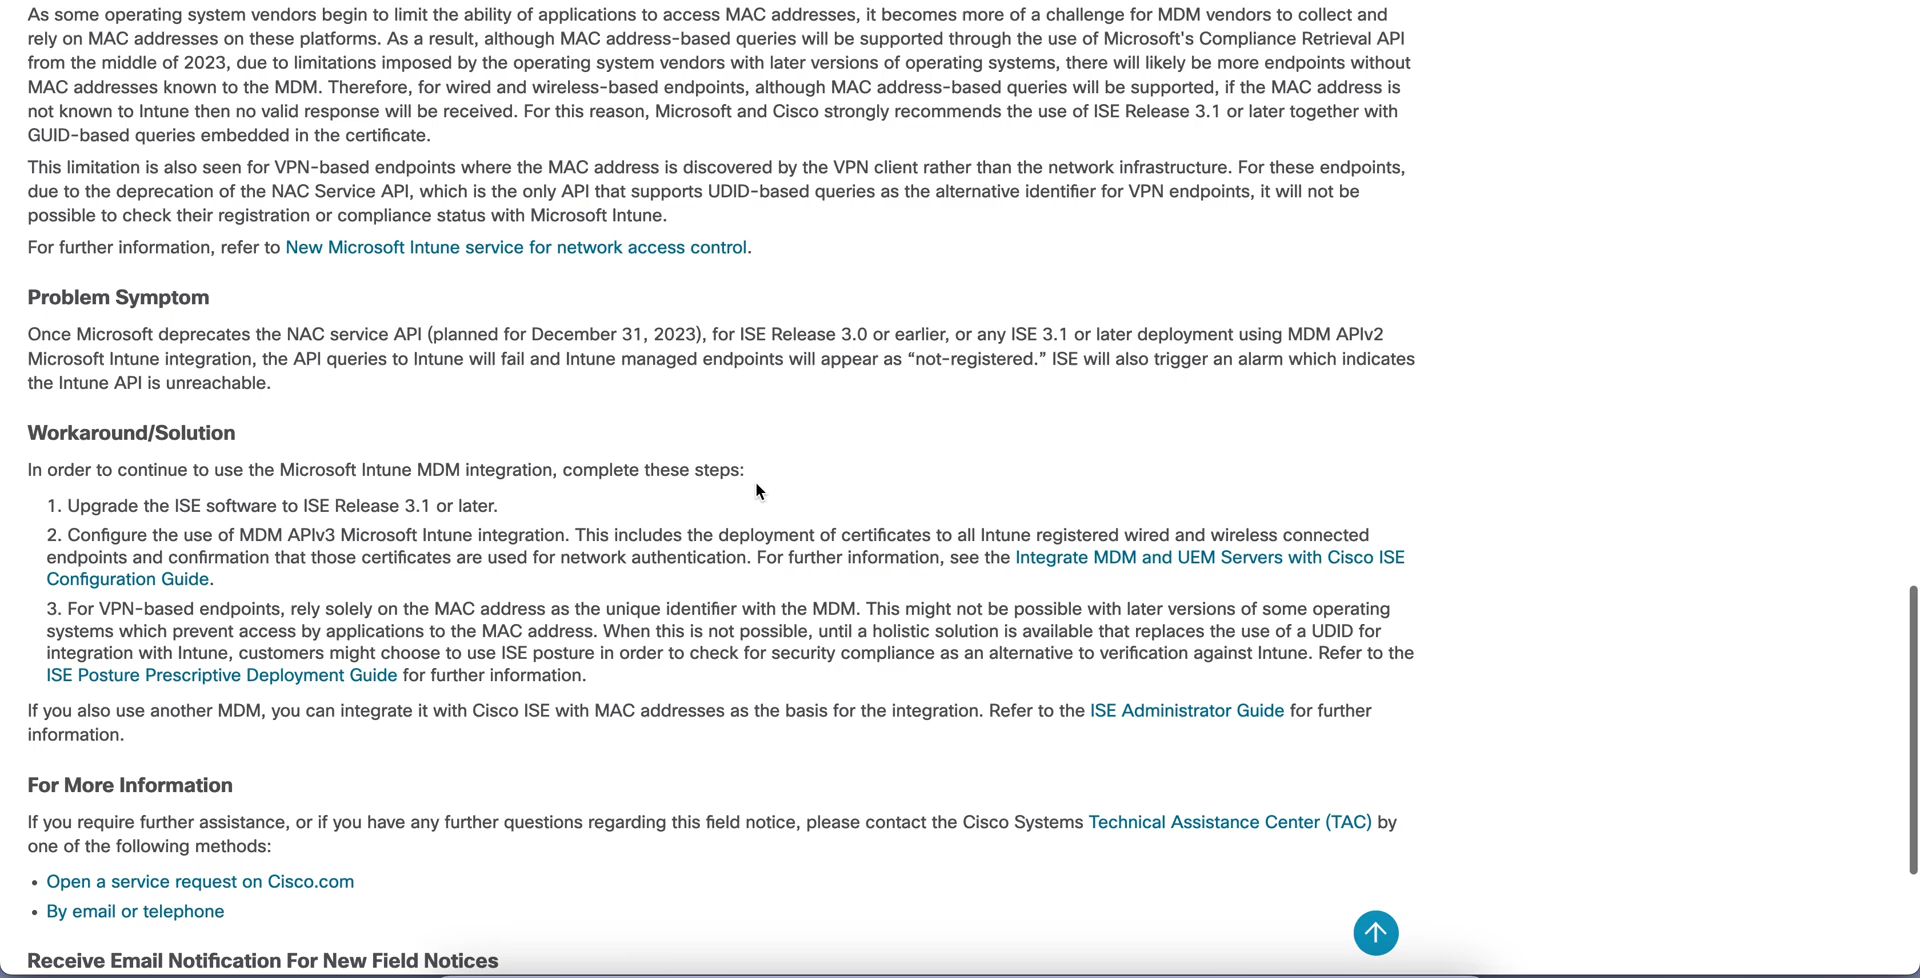 As some operating system vendors begin to limit the ability of applications to access MAC addresses, it becomes more of a challenge for MDM vendors to collect and
rely on MAC addresses on these platforms. As a result, although MAC address-based queries will be supported through the use of Microsoft's Compliance Retrieval API
from the middle of 2023, due to limitations imposed by the operating system vendors with later versions of operating systems, there will likely be more endpoints without
MAC addresses known to the MDM. Therefore, for wired and wireless-based endpoints, although MAC address-based queries will be supported, if the MAC address is
not known to Intune then no valid response will be received. For this reason, Microsoft and Cisco strongly recommends the use of ISE Release 3.1 or later together with
GUID-based queries embedded in the certificate.
This limitation is also seen for VPN-based endpoints where the MAC address is discovered by the VPN client rather than the network infrastructure. For these endpoints,
due to the deprecation of the NAC Service API, which is the only API that supports UDID-based queries as the alternative identifier for VPN endpoints, it will not be
possible to check their registration or compliance status with Microsoft Intune.
For further information, refer to New Microsoft Intune service for network access control.
Problem Symptom
Once Microsoft deprecates the NAC service API (planned for December 31, 2023), for ISE Release 3.0 or earlier, or any ISE 3.1 or later deployment using MDM APIv2
Microsoft Intune integration, the API queries to Intune will fail and Intune managed endpoints will appear as “not-registered.” ISE will also trigger an alarm which indicates
the Intune API is unreachable.
Workaround/Solution
In order to continue to use the Microsoft Intune MDM integration, complete these steps:
1. Upgrade the ISE software to ISE Release 3.1 or later.
2. Configure the use of MDM APIv3 Microsoft Intune integration. This includes the deployment of certificates to all Intune registered wired and wireless connected
endpoints and confirmation that those certificates are used for network authentication. For further information, see the Integrate MDM and UEM Servers with Cisco ISE
Configuration Guide.
3. For VPN-based endpoints, rely solely on the MAC address as the unique identifier with the MDM. This might not be possible with later versions of some operating
systems which prevent access by applications to the MAC address. When this is not possible, until a holistic solution is available that replaces the use of a UDID for
integration with Intune, customers might choose to use ISE posture in order to check for security compliance as an alternative to verification against Intune. Refer to the
ISE Posture Prescriptive Deployment Guide for further information.
If you also use another MDM, you can integrate it with Cisco ISE with MAC addresses as the basis for the integration. Refer to the ISE Administrator Guide for further
information.
For More Information
If you require further assistance, or if you have any further questions regarding this field notice, please contact the Cisco Systems Technical Assistance Center (TAC) by
one of the following methods:
• Open a service request on Cisco.com
• By email or telephone
Receive Email Notification For New Field Notices